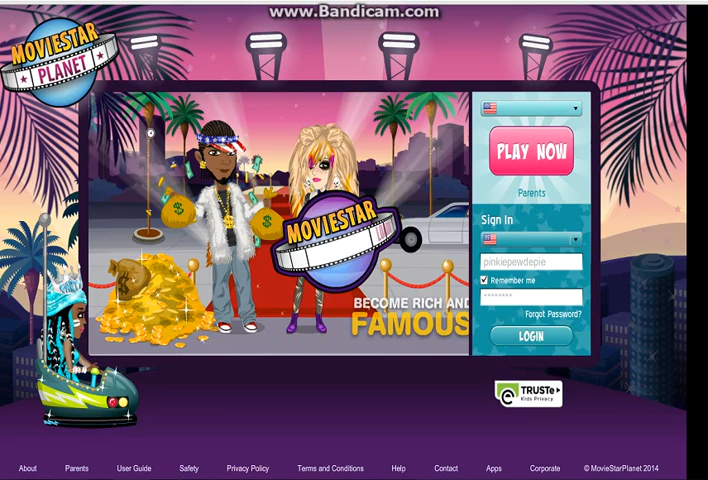 www.Bandicam.com
MOVIESTAR
PLANET
PLAY NOW
Parents
Sign In
pinkiepewdepie
Remember me
********
Forgot Password?
LOGIN
$
$
MOVIESTAR
BECOME RICH AND
FAMOUS
TRUSTe
Kids Privacy
About Parents User Guide Safety Privacy Policy Terms and Conditions Help Contact Apps Corporate © MovieStarPlanet 2014